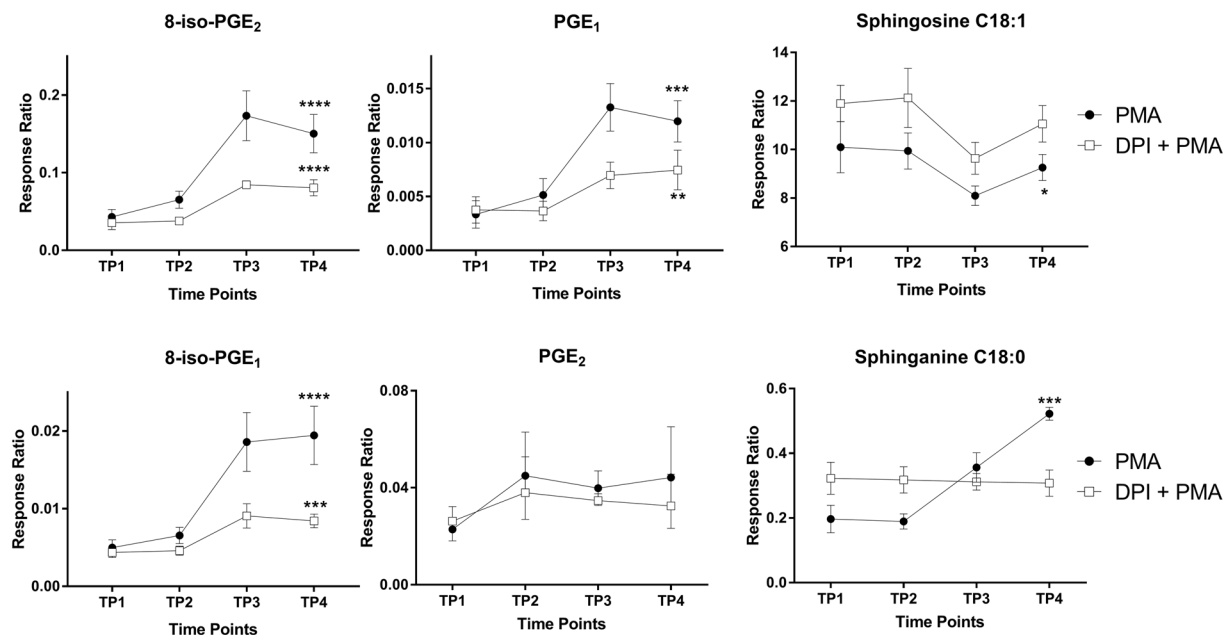 8-iso-PGE₂
Response Ratio
0.2
0.1
0.0
****
****
TP1 TP2 TP3 TP4
Time Points
PGE₁
Response Ratio
0.015
0.010
0.005
0.000
***
**
TP1 TP2 TP3 TP4
Time Points
Sphingosine C18:1
Response Ratio
14
12
10
8
6
*
TP1 TP2 TP3 TP4
Time Points
PMA
DPI + PMA
8-iso-PGE₁
Response Ratio
0.02
0.01
0.00
****
***
TP1 TP2 TP3 TP4
Time Points
PGE₂
Response Ratio
0.08
0.04
0.00
TP1 TP2 TP3 TP4
Time Points
Sphinganine C18:0
Response Ratio
0.6
0.4
0.2
0.0
***
TP1 TP2 TP3 TP4
Time Points
PMA
DPI + PMA